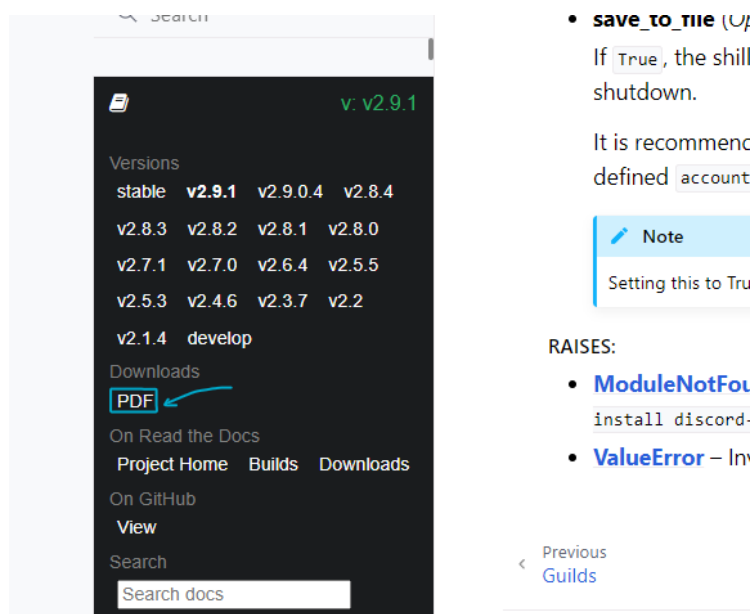 Search
v: v2.9.1
Versions
stable v2.9.1 v2.9.0.4 v2.8.4
v2.8.3 v2.8.2 v2.8.1 v2.8.0
v2.7.1 v2.7.0 v2.6.4 v2.5.5
v2.5.3 v2.4.6 v2.3.7 v2.2
v2.1.4 develop
Downloads
PDF
On Read the Docs
Project Home Builds Downloads
On GitHub
View
Search
Search docs
save_to_file (Op
If True, the shill
shutdown.
It is recommend
defined account
Note
Setting this to Tru
RAISES:
ModuleNotFou
install discord-
ValueError – Inv
Previous
Guilds